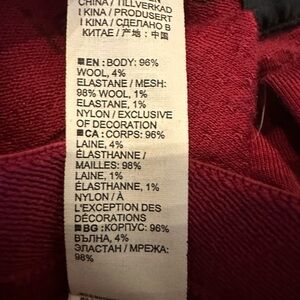 CHINA / TILLVERKAD
I KINA / PRODUSERT
I KINA / СДЕЛАНО В
КИТАЕ / 产地：中国
■ EN : BODY: 96%
WOOL, 4%
ELASTANE / MESH:
98% WOOL, 1%
ELASTANE, 1%
NYLON / EXCLUSIVE
OF DECORATION
■ CA : CORPS: 96%
LAINE, 4%
ÉLASTHANNE /
MAILLES: 98%
LAINE, 1%
ÉLASTHANNE, 1%
NYLON / À
L'EXCEPTION DES
DÉCORATIONS
■ BG : КОРПУС: 96%
ВЪЛНА, 4%
ЕЛАСТАН / МРЕЖА:
98%